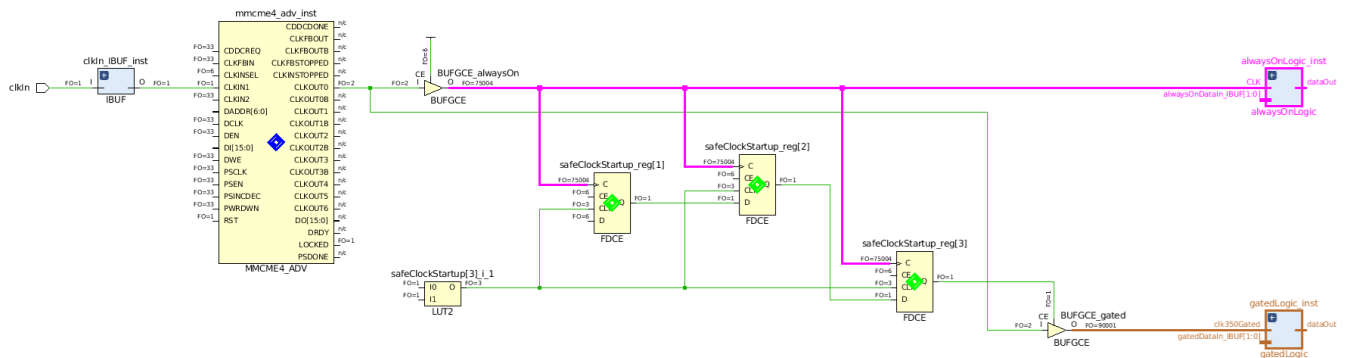 clkIn
FO=1
clkIn_IBUF_inst
I
O
IBUF
FO=1
mmcme4_adv_inst
FO=33 CDDCREQ
FO=33 CLKFBIN
FO=6 CLKINSEL
FO=1 CLKIN1
FO=33 CLKIN2
DADDR[6:0]
FO=33 DCLK
FO=33 DEN
DI[15:0]
FO=33 DWE
FO=33 PSCLK
FO=33 PSEN
FO=33 PSINCDEC
FO=33 PWRDWN
FO=1 RST
CDDCDONE n/c
CLKFBOUT n/c
CLKFBOUTB n/c
CLKFBSTOPPED n/c
CLKINSTOPPED n/c
CLKOUT0 FO=2
CLKOUT0B n/c
CLKOUT1 n/c
CLKOUT1B n/c
CLKOUT2 n/c
CLKOUT2B n/c
CLKOUT3 n/c
CLKOUT3B n/c
CLKOUT4 n/c
CLKOUT5 n/c
CLKOUT6 n/c
DO[15:0]
DRDY n/c
LOCKED FO=1
PSDONE n/c
MMCME4_ADV
FO=6
BUFGCE_alwaysOn
CE
FO=2 I
O FO=75004
BUFGCE
safeClockStartup_reg[1]
FO=75004 C
FO=6 CE
FO=3
FO=6 D
Q FO=1
FDCE
safeClockStartup_reg[2]
FO=75004 C
FO=6 CE
FO=3
FO=1 D
Q FO=1
FDCE
safeClockStartup[3]_i_1
FO=1 I0 O FO=3
FO=1 I1
LUT2
safeClockStartup_reg[3]
FO=75004 C
FO=6 CE
FO=3
FO=1 D
Q FO=1
FDCE
FO=1
BUFGCE_gated
CE
FO=2 I
O FO=90001
BUFGCE
alwaysOnLogic_inst
CLK
alwaysOnDataIn_IBUF[1:0]
dataOut
alwaysOnLogic
gatedLogic_inst
clk350Gated
gatedDataIn_IBUF[1:0]
dataOut
gatedLogic